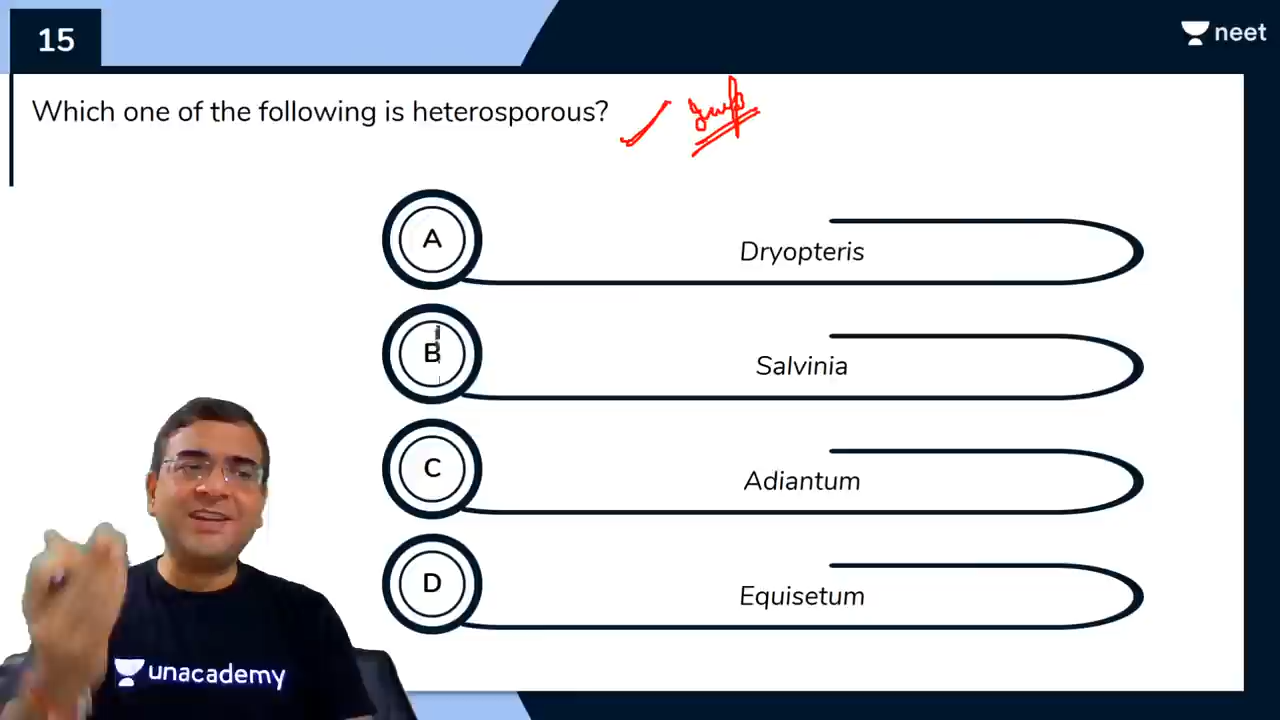 15
neet
Which one of the following is heterosporous?
A
Dryopteris
B
Salvinia
C
Adiantum
D
Equisetum
unacademy